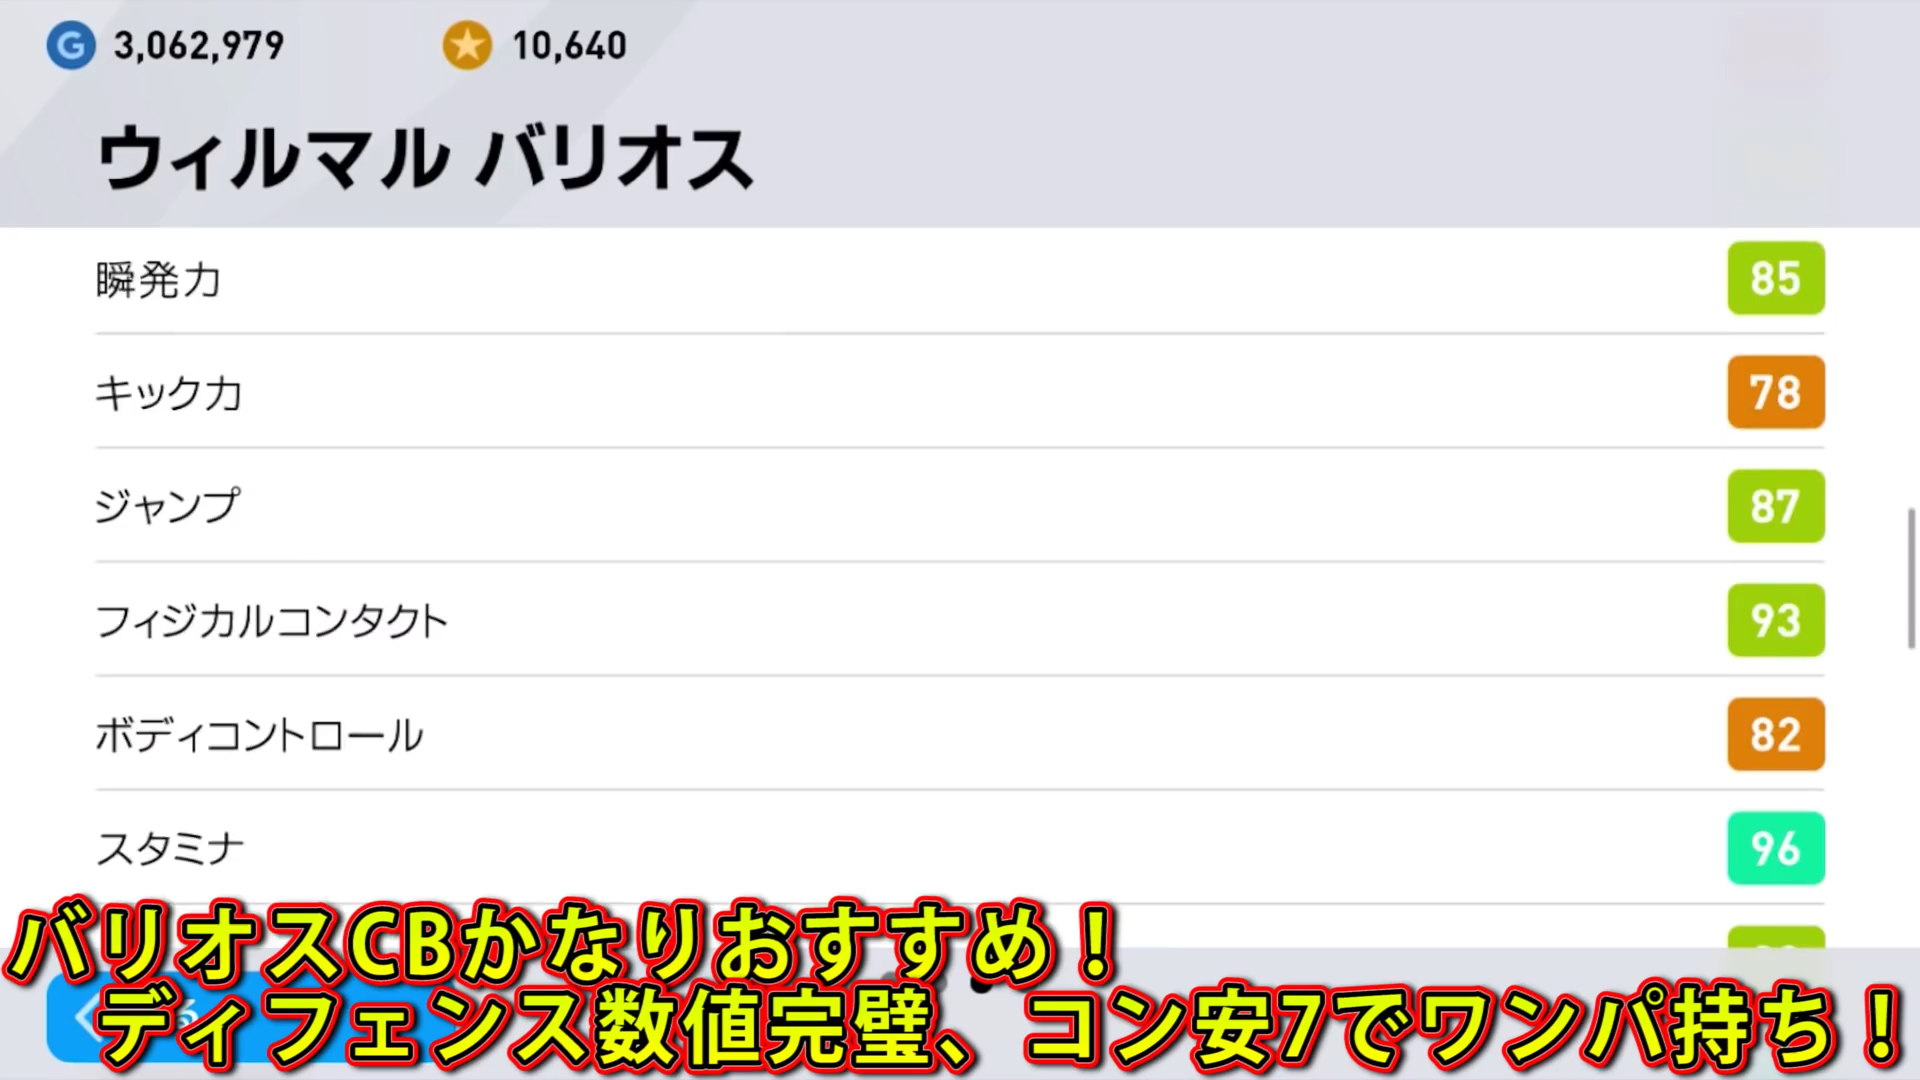 G 3,062,979 10,640
ウィルマル バリオス
瞬発力 85
キック力 78
ジャンプ 87
フィジカルコンタクト 93
ボディコントロール 82
スタミナ 96
バリオスCBかなりおすすめ！
ディフェンス数値完璧、コン安7でワンパ持ち！